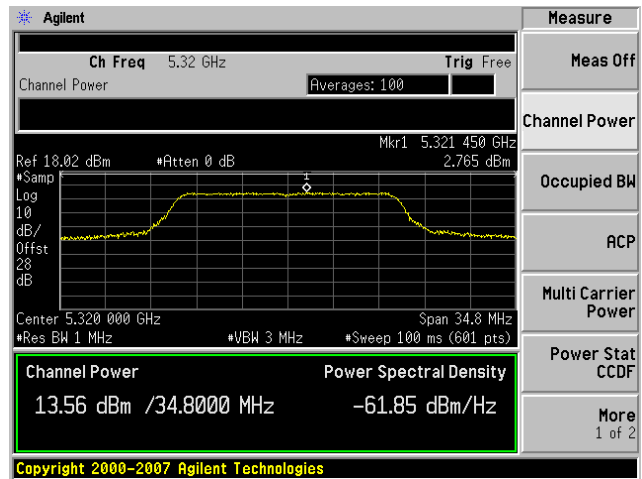 Agilent
Measure
Ch Freq 5.32 GHz Trig Free
Channel Power Averages: 100
Mkr1 5.321 450 GHz
Ref 18.02 dBm #Atten 0 dB 2.765 dBm
#Samp
Log
10
dB/
Offst
28
dB
1
Center 5.320 000 GHz Span 34.8 MHz
#Res BW 1 MHz #VBW 3 MHz #Sweep 100 ms (601 pts)
Channel Power Power Spectral Density
13.56 dBm /34.8000 MHz -61.85 dBm/Hz
Copyright 2000-2007 Agilent Technologies
Meas Off
Channel Power
Occupied BW
ACP
Multi Carrier
Power
Power Stat
CCDF
More
1 of 2